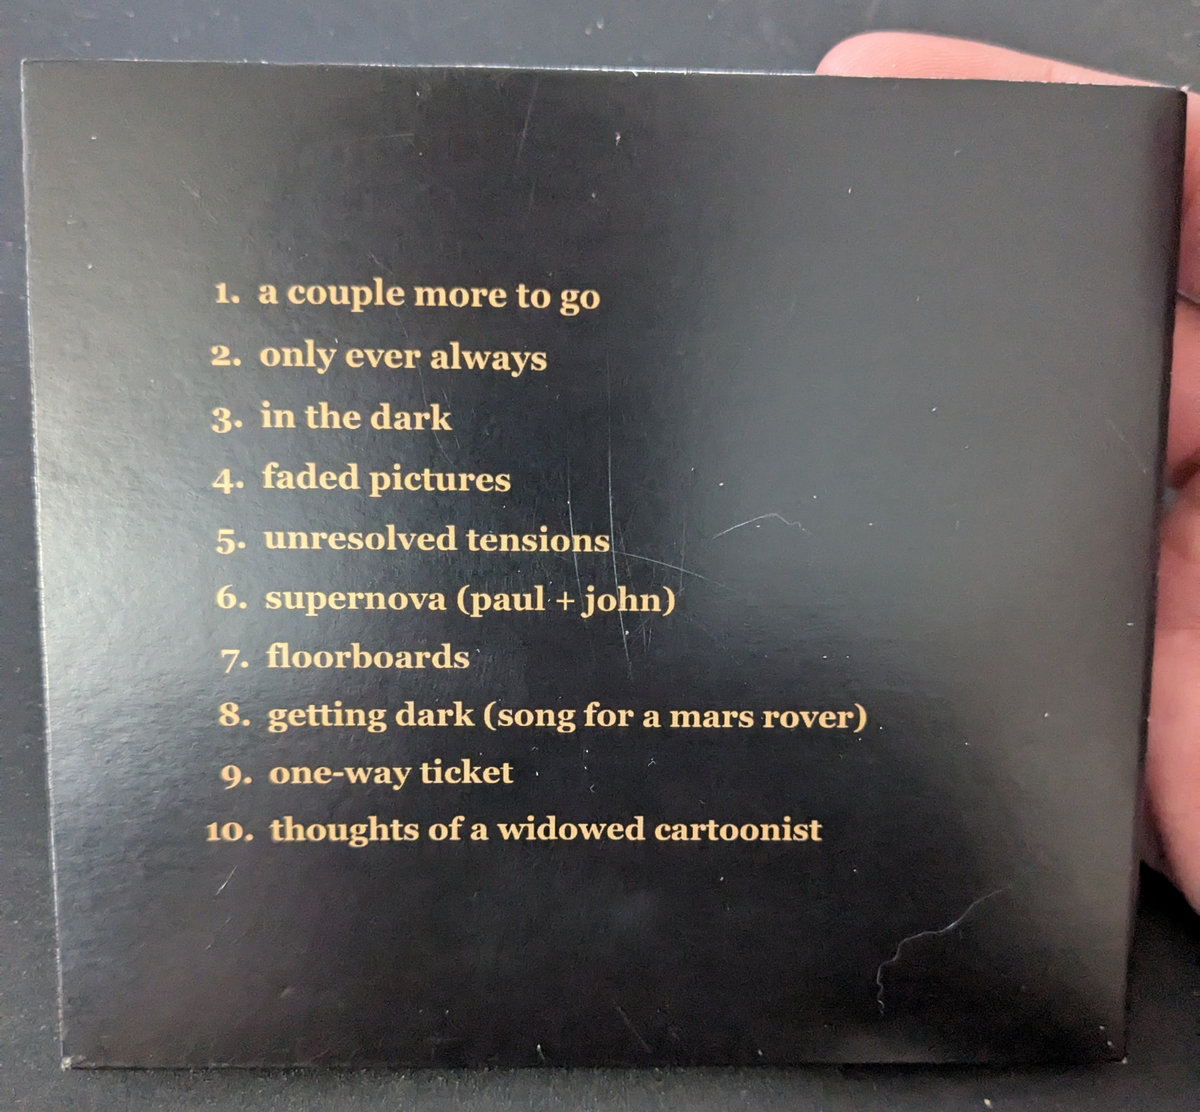 1. a couple more to go
2. only ever always
3. in the dark
4. faded pictures
5. unresolved tensions
6. supernova (paul + john)
7. floorboards
8. getting dark (song for a mars rover)
9. one-way ticket
10. thoughts of a widowed cartoonist